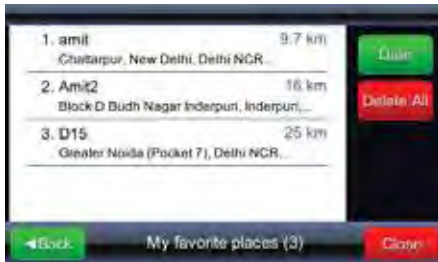 1. amit 9.7 km
Chattarpur, New Delhi, Delhi NCR...
2. Amit2 16 km
Block D Budh Nagar Inderpuri, Inderpuri,...
3. D15 25 km
Greater Noida (Pocket 7), Delhi NCR...
Delete All
Back
My favorite places (3)
Close